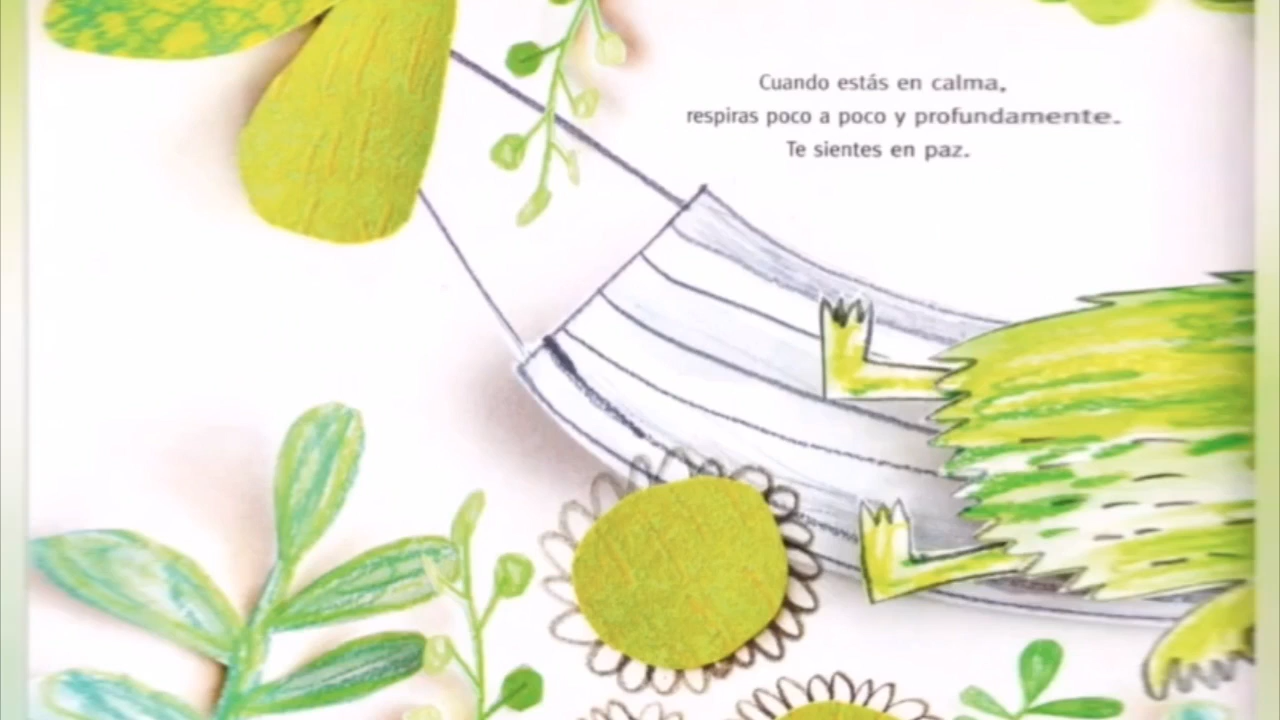 Cuando estás en calma,
respiras poco a poco y profundamente.
Te sientes en paz.